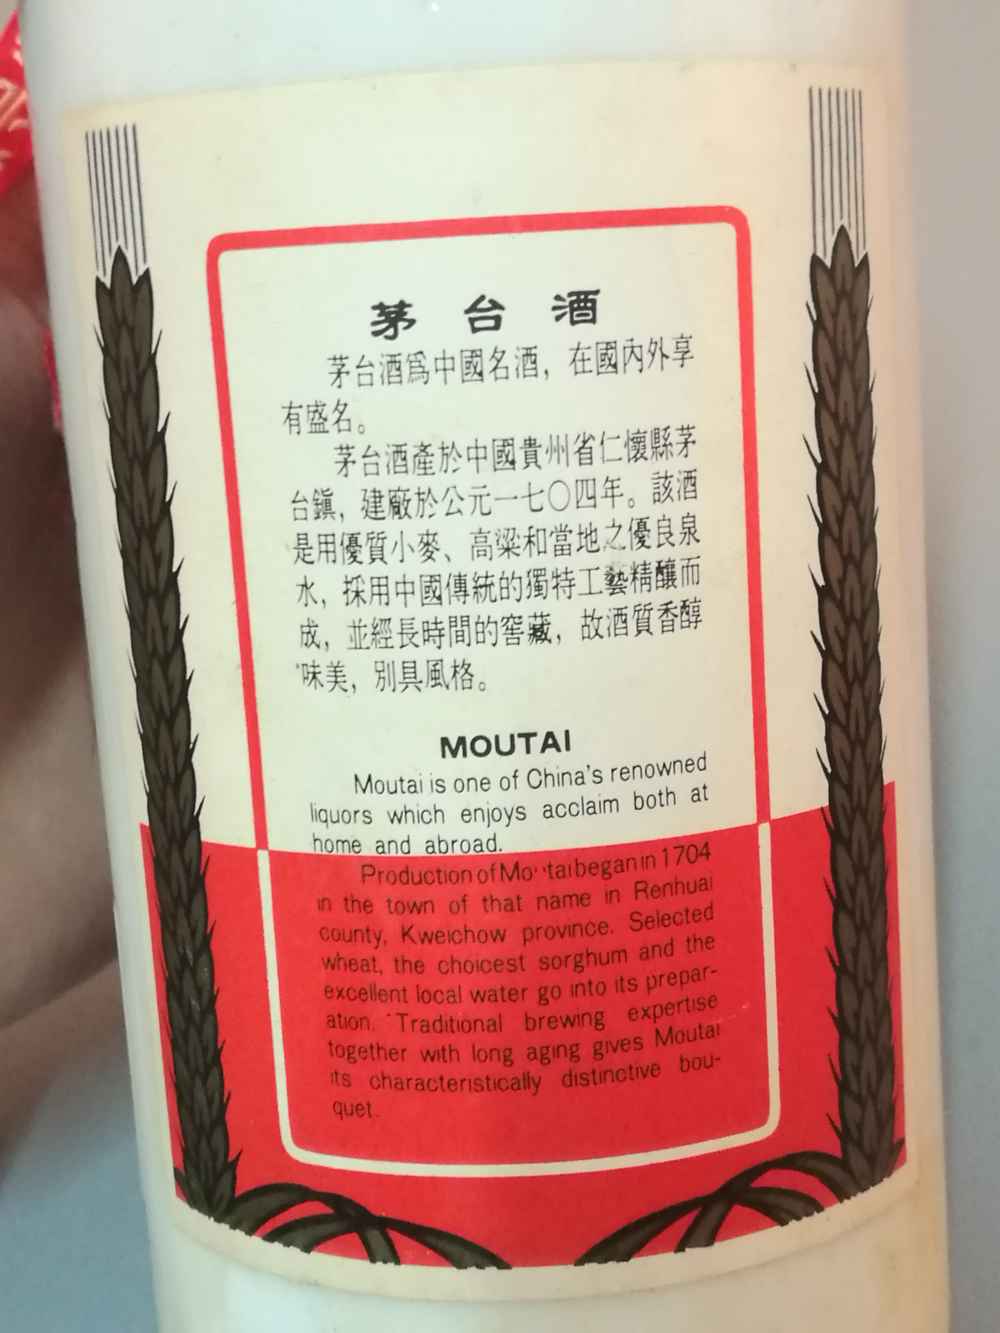 茅台酒
茅台酒爲中國名酒，在國內外享
有盛名。
茅台酒產於中國貴州省仁懷縣茅
台鎭，建廠於公元一七〇四年。該酒
是用優質小麥、高粱和當地之優良泉
水，採用中國傳統的獨特工藝精釀而
成，並經長時間的窖藏，故酒質香醇
味美，別具風格。
MOUTAI
Moutai is one of China's renowned
liquors which enjoys acclaim both at
home and abroad.
Production of Moutai began in 1704
in the town of that name in Renhuai
county, Kweichow province. Selected
wheat, the choicest sorghum and the
excellent local water go into its prepar-
ation. Traditional brewing expertise
together with long aging gives Moutai
its characteristically distinctive bou-
quet.